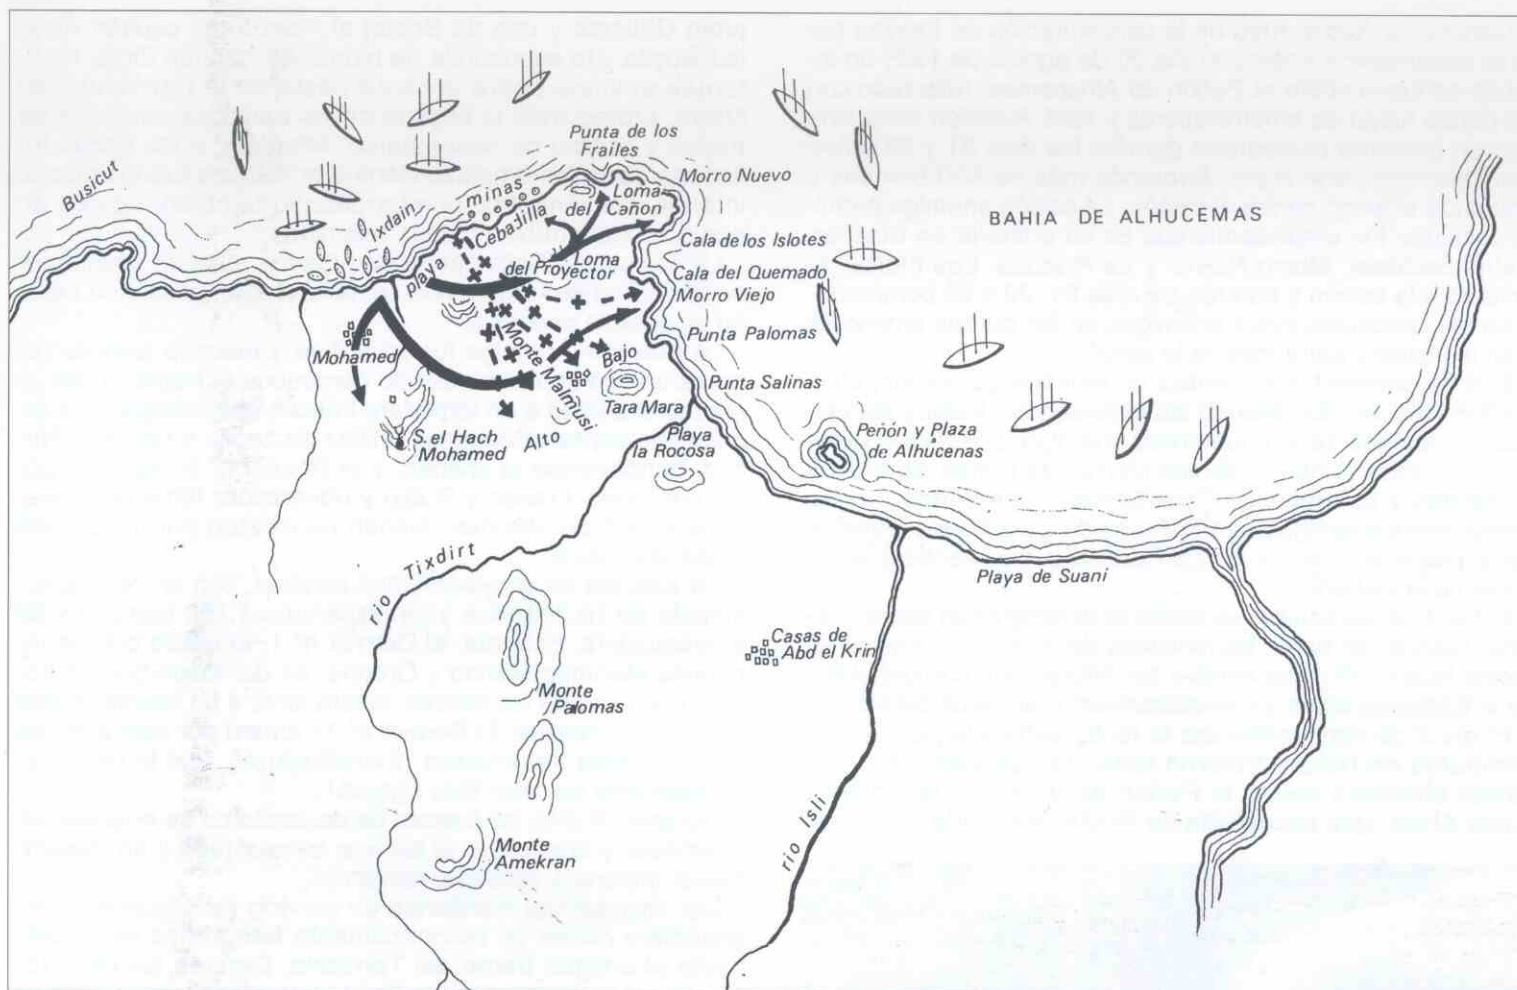 Punta de los
Frailes
Morro Nuevo
Busicut
Ixdain
minas
Cebadilla
Loma
del Cañon
BAHIA DE ALHUCEMAS
Cala de los Islotes
playa
Loma
del Proyector
Cala del Quemado
Morro Viejo
Punta Palomas
Mohamed
Monte Malmusi
Bajo
Alto
Punta Salinas
Tara Mara
S. el Hach
Mohamed
Playa
la Rocosa
Peñón y Plaza
de Alhucenas
rio Tixdirt
Playa de Suani
Casas de
Abd el Krin
Monte
Palomas
rio Isli
Monte
Amekran